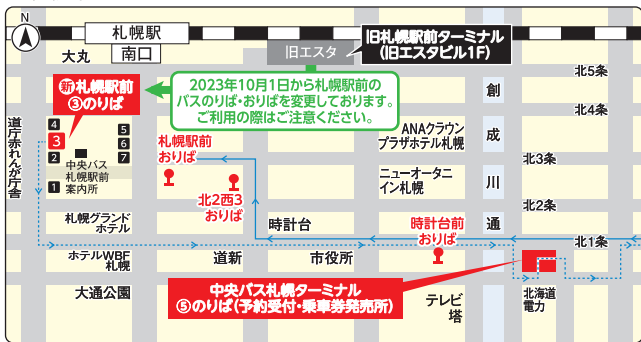 N
札幌駅
南口
大丸
旧エスタ
旧札幌駅前ターミナル
(旧エスタビル1F)
北5条
新札幌駅前
③のりば
2023年10月1日から札幌駅前の
バスのりば・おりばを変更しております。
ご利用の際はご注意ください。
創成川通
北4条
道庁赤れんが庁舎
4
3
2
1
5
6
7
中央バス
札幌駅前
案内所
札幌駅前
おりば
ANAクラウン
プラザホテル札幌
北3条
北2西3
おりば
ニューオータニ
イン札幌
北2条
札幌グランド
ホテル
時計台
時計台前
おりば
北1条
ホテルWBF
札幌
道新
市役所
大通公園
中央バス札幌ターミナル
⑤のりば(予約受付・乗車券発売所)
テレビ
塔
北海道
電力